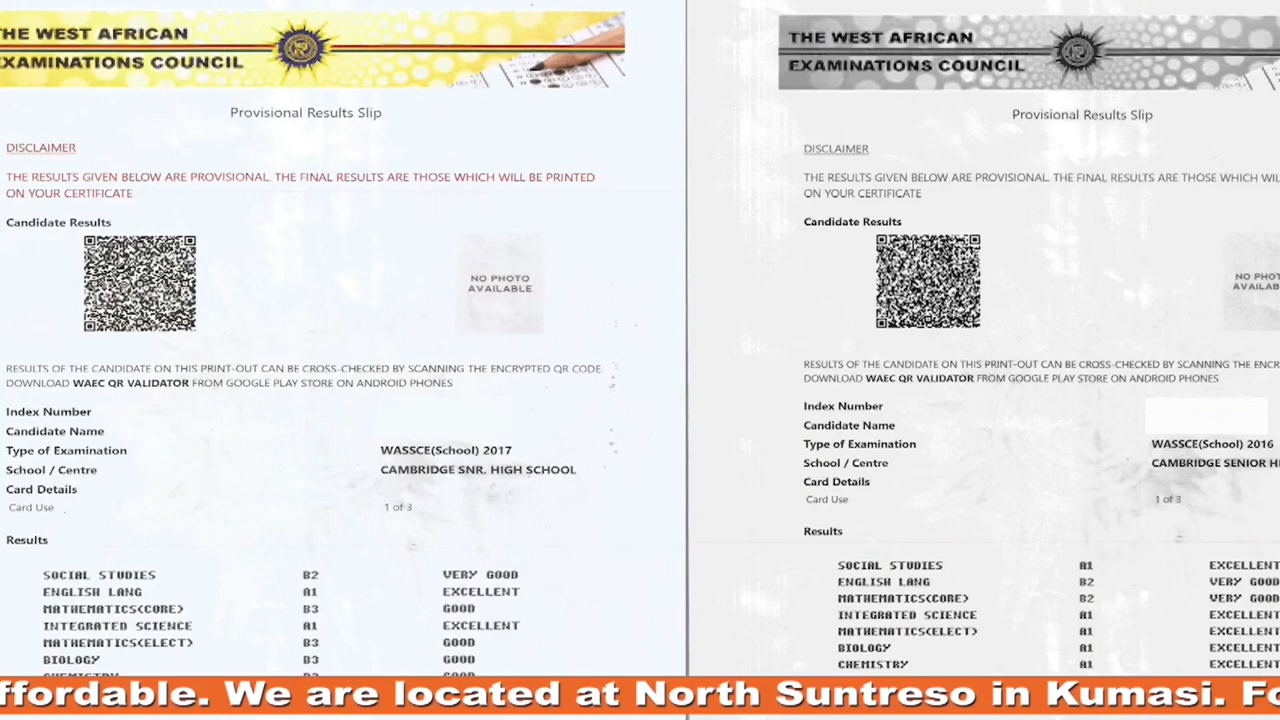 THE WEST AFRICAN
EXAMINATIONS COUNCIL
Provisional Results Slip
DISCLAIMER
THE RESULTS GIVEN BELOW ARE PROVISIONAL. THE FINAL RESULTS ARE THOSE WHICH WILL BE PRINTED
ON YOUR CERTIFICATE
Candidate Results
NO PHOTO
AVAILABLE
RESULTS OF THE CANDIDATE ON THIS PRINT-OUT CAN BE CROSS-CHECKED BY SCANNING THE ENCRYPTED QR CODE.
DOWNLOAD WAEC QR VALIDATOR FROM GOOGLE PLAY STORE ON ANDROID PHONES
Index Number
Candidate Name
Type of Examination WASSCE(School) 2017
School / Centre CAMBRIDGE SNR. HIGH SCHOOL
Card Details
Card Use 1 of 3
Results
SOCIAL STUDIES B2 VERY GOOD
ENGLISH LANG A1 EXCELLENT
MATHEMATICS(CORE) B3 GOOD
INTEGRATED SCIENCE A1 EXCELLENT
MATHEMATICS(ELECT) B3 GOOD
BIOLOGY B3 GOOD
THE WEST AFRICAN
EXAMINATIONS COUNCIL
Provisional Results Slip
DISCLAIMER
THE RESULTS GIVEN BELOW ARE PROVISIONAL. THE FINAL RESULTS ARE THOSE WHICH WIL
ON YOUR CERTIFICATE
Candidate Results
NO PHOT
AVAILAB
RESULTS OF THE CANDIDATE ON THIS PRINT-OUT CAN BE CROSS-CHECKED BY SCANNING THE ENCR
DOWNLOAD WAEC QR VALIDATOR FROM GOOGLE PLAY STORE ON ANDROID PHONES
Index Number
Candidate Name
Type of Examination WASSCE(School) 2016
School / Centre CAMBRIDGE SENIOR HI
Card Details
Card Use 1 of 3
Results
SOCIAL STUDIES A1 EXCELLENT
ENGLISH LANG B2 VERY GOOD
MATHEMATICS(CORE) B2 VERY GOOD
INTEGRATED SCIENCE A1 EXCELLENT
MATHEMATICS(ELECT) A1 EXCELLENT
BIOLOGY A1 EXCELLENT
CHEMISTRY A1 EXCELLENT
ffordable. We are located at North Suntreso in Kumasi. Fo